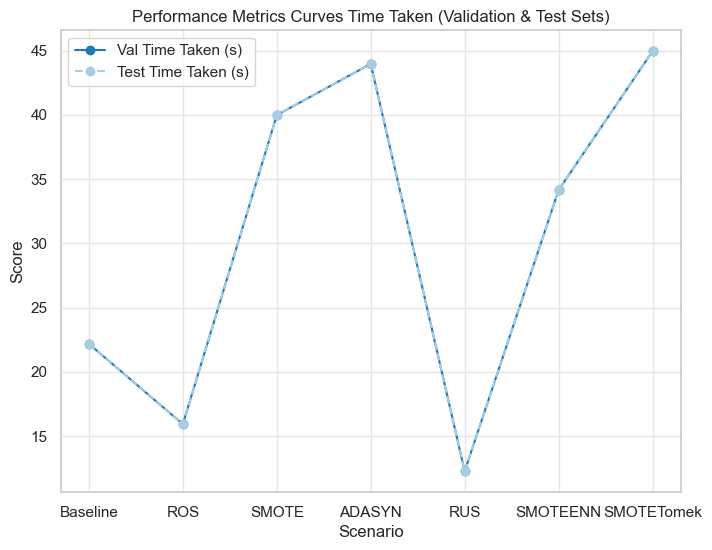 Performance Metrics Curves Time Taken (Validation & Test Sets)
Val Time Taken (s)
Test Time Taken (s)
Score
45
40
35
30
25
20
15
Baseline ROS SMOTE ADASYN RUS SMOTEENN SMOTETomek
Scenario